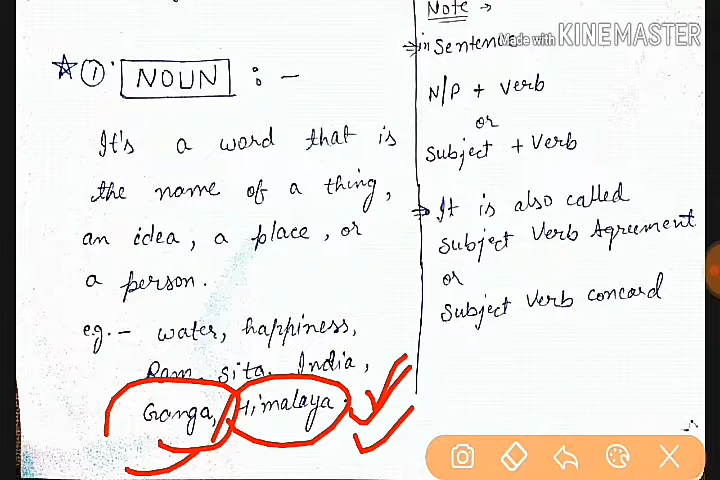 ☆ ① NOUN : -
It's a word that is
the name of a thing,
an idea, a place, or
a person.
e.g. - water, happiness,
Ram, sita, India,
Ganga, Himalaya.
Note →
⇒ in Sentence
N/P + Verb
or
Subject + Verb
⇒ It is also called
Subject Verb Agreement
or
Subject Verb concord
Made with KINEMASTER